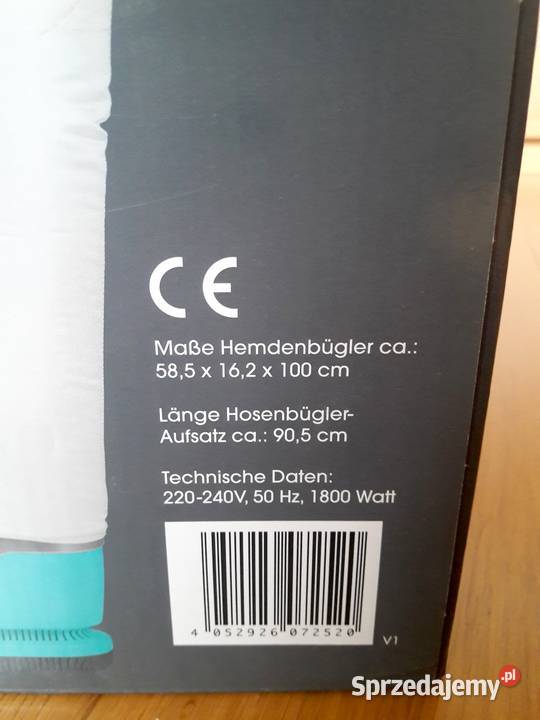 CE
Maße Hemdenbügler ca.:
58,5 x 16,2 x 100 cm
Länge Hosenbügler-
Aufsatz ca.: 90,5 cm
Technische Daten:
220-240V, 50 Hz, 1800 Watt
4 052926 072520
V1
Sprzedajemy.pl